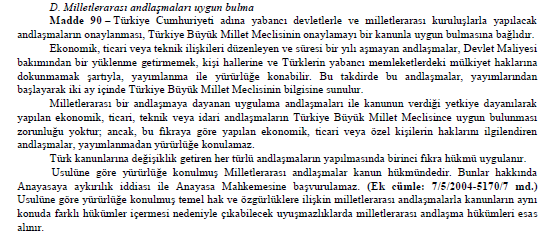 D. Milletlerarası andlaşmaları uygun bulma
Madde 90 – Türkiye Cumhuriyeti adına yabancı devletlerle ve milletlerarası kuruluşlarla yapılacak
andlaşmaların onaylanması, Türkiye Büyük Millet Meclisinin onaylamayı bir kanunla uygun bulmasına bağlıdır.
Ekonomik, ticari veya teknik ilişkileri düzenleyen ve süresi bir yılı aşmayan andlaşmalar, Devlet Maliyesi
bakımından bir yüklenme getirmemek, kişi hallerine ve Türklerin yabancı memleketlerdeki mülkiyet haklarına
dokunmamak şartıyla, yayımlanma ile yürürlüğe konabilir. Bu takdirde bu andlaşmalar, yayımlarından
başlayarak iki ay içinde Türkiye Büyük Millet Meclisinin bilgisine sunulur.
Milletlerarası bir andlaşmaya dayanan uygulama andlaşmaları ile kanunun verdiği yetkiye dayanılarak
yapılan ekonomik, ticari, teknik veya idari andlaşmaların Türkiye Büyük Millet Meclisince uygun bulunması
zorunluğu yoktur; ancak, bu fıkraya göre yapılan ekonomik, ticari veya özel kişilerin haklarını ilgilendiren
andlaşmalar, yayımlanmadan yürürlüğe konulamaz.
Türk kanunlarına değişiklik getiren her türlü andlaşmaların yapılmasında birinci fıkra hükmü uygulanır.
Usulüne göre yürürlüğe konulmuş Milletlerarası andlaşmalar kanun hükmündedir. Bunlar hakkında
Anayasaya aykırılık iddiası ile Anayasa Mahkemesine başvurulamaz. (Ek cümle: 7/5/2004-5170/7 md.)
Usulüne göre yürürlüğe konulmuş temel hak ve özgürlüklere ilişkin milletlerarası andlaşmalarla kanunların aynı
konuda farklı hükümler içermesi nedeniyle çıkabilecek uyuşmazlıklarda milletlerarası andlaşma hükümleri esas
alınır.